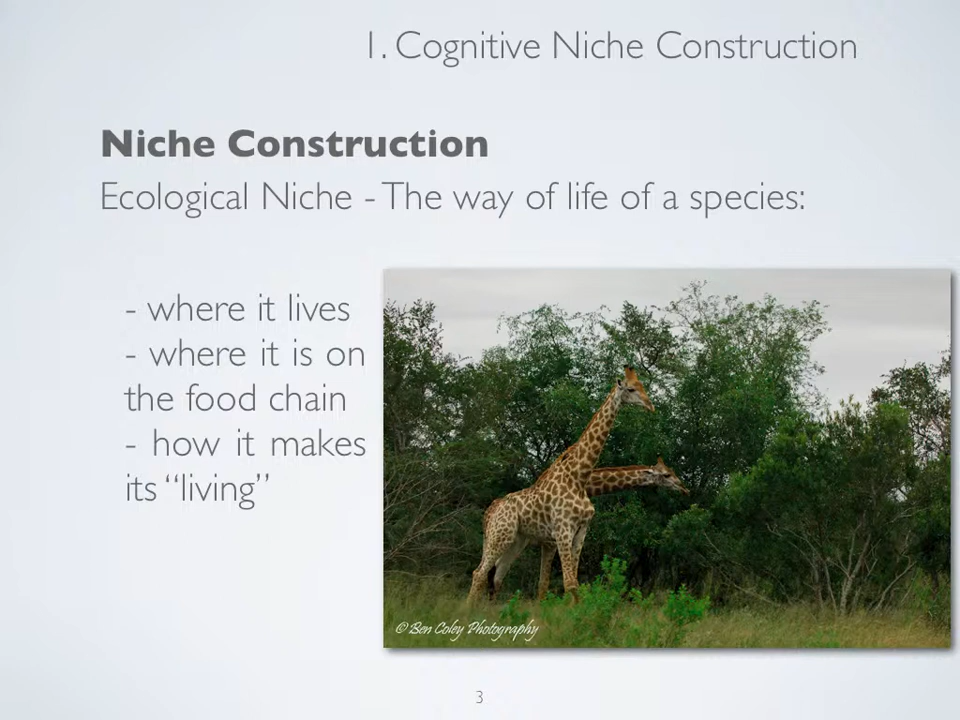 1. Cognitive Niche Construction
Niche Construction
Ecological Niche - The way of life of a species:
- where it lives
- where it is on
the food chain
- how it makes
its “living”
© Ben Coley Photography
3